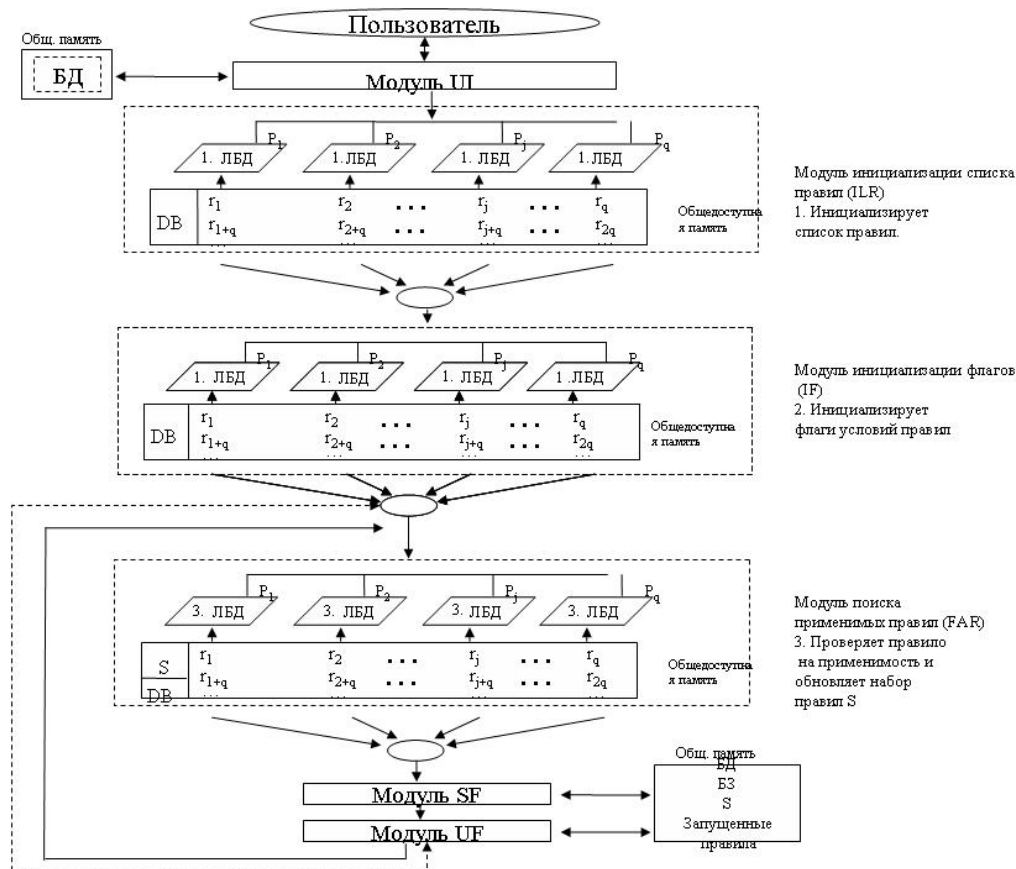 Пользователь
Общ. память
БД
Модуль UI
P1 P2 Pj Pq
1. ЛБД 1.ЛБД 1. ЛБД 1.ЛБД
DB
r1 r2 ... rj ... rq
r1+q r2+q ... rj+q ... r2q
... ... ... ...
Общедоступна
я память
Модуль инициализации списка
правил (ILR)
1. Инициализирует
список правил.
P1 P2 Pj Pq
1. ЛБД 1. ЛБД 1. ЛБД 1.ЛБД
DB
r1 r2 ... rj ... rq
r1+q r2+q ... rj+q ... r2q
... ... ... ...
Общедоступна
я память
Модуль инициализации флагов
(IF)
2. Инициализирует
флаги условий правил
P1 P2 Pj Pq
3. ЛБД 3. ЛБД 3. ЛБД 3. ЛБД
S
DB
r1 r2 ... rj ... rq
r1+q r2+q ... rj+q ... r2q
... ... ... ...
Общедоступна
я память
Модуль поиска
применимых правил (FAR)
3. Проверяет правило
на применимость и
обновляет набор
правил S
Модуль SF
Модуль UF
Общ. память
БД
БЗ
S
Запущенные
правила